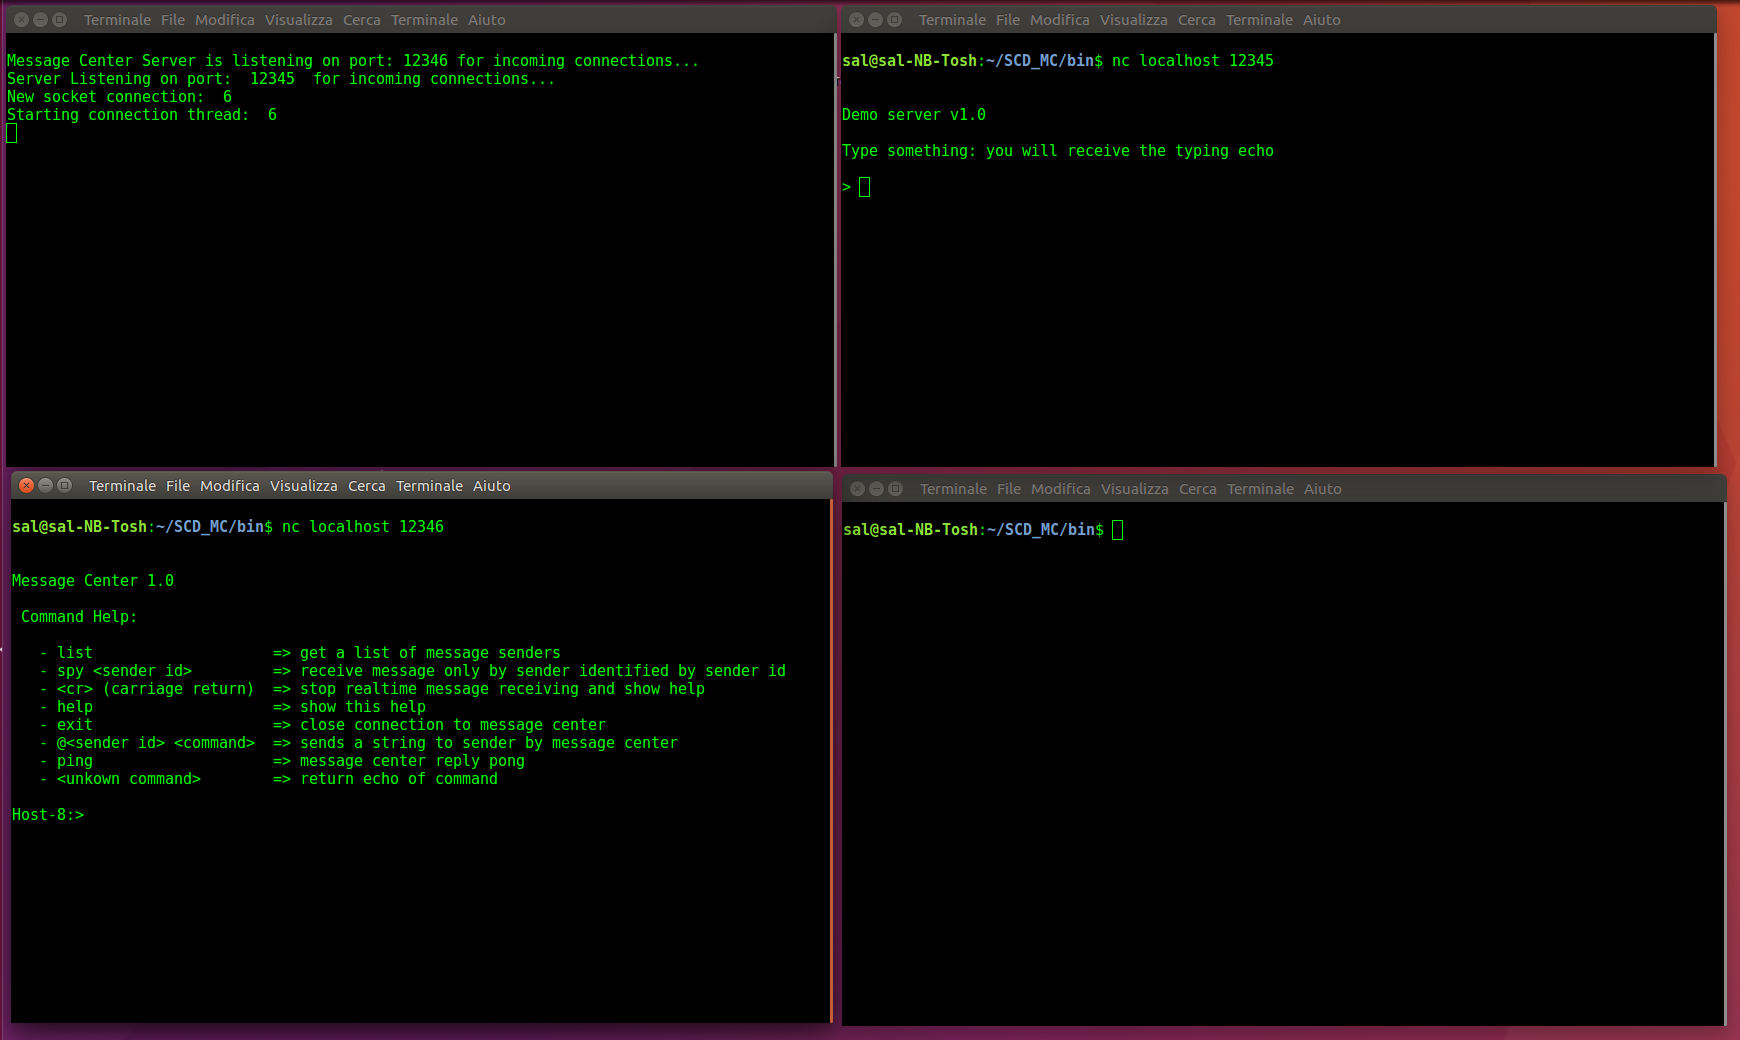 Terminale File Modifica Visualizza Cerca Terminale Aiuto
Message Center Server is listening on port: 12346 for incoming connections...
Server Listening on port:  12345  for incoming connections...
New socket connection:  6
Starting connection thread:  6
Terminale File Modifica Visualizza Cerca Terminale Aiuto
sal@sal-NB-Tosh:~/SCD_MC/bin$ nc localhost 12345
Demo server v1.0
Type something: you will receive the typing echo
>
Terminale File Modifica Visualizza Cerca Terminale Aiuto
sal@sal-NB-Tosh:~/SCD_MC/bin$ nc localhost 12346
Message Center 1.0
Command Help:
- list                    => get a list of message senders
- spy <sender id>         => receive message only by sender identified by sender id
- <cr> (carriage return)  => stop realtime message receiving and show help
- help                    => show this help
- exit                    => close connection to message center
- @<sender id> <command>  => sends a string to sender by message center
- ping                    => message center reply pong
- <unkown command>        => return echo of command
Host-8:>
Terminale File Modifica Visualizza Cerca Terminale Aiuto
sal@sal-NB-Tosh:~/SCD_MC/bin$